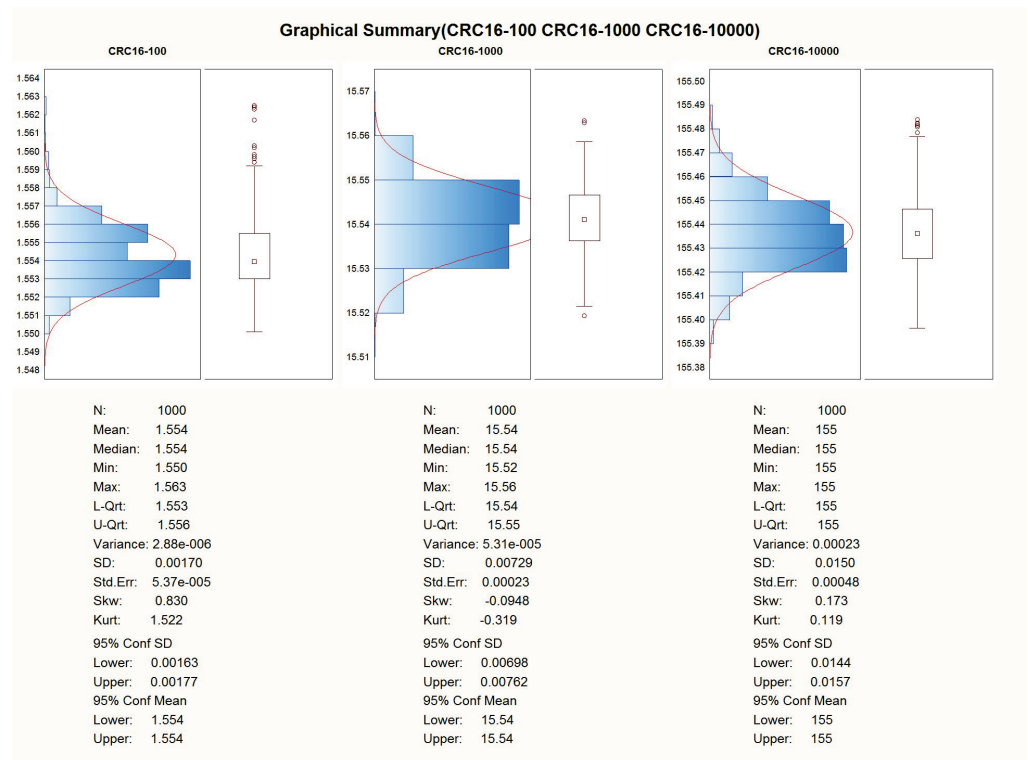 Graphical Summary(CRC16-100 CRC16-1000 CRC16-10000)
CRC16-100
1.564
1.563
1.562
1.561
1.560
1.559
1.558
1.557
1.556
1.555
1.554
1.553
1.552
1.551
1.550
1.549
1.548
N: 1000
Mean: 1.554
Median: 1.554
Min: 1.550
Max: 1.563
L-Qrt: 1.553
U-Qrt: 1.556
Variance: 2.88e-006
SD: 0.00170
Std.Err: 5.37e-005
Skw: 0.830
Kurt: 1.522
95% Conf SD
Lower: 0.00163
Upper: 0.00177
95% Conf Mean
Lower: 1.554
Upper: 1.554
CRC16-1000
15.57
15.56
15.55
15.54
15.53
15.52
15.51
N: 1000
Mean: 15.54
Median: 15.54
Min: 15.52
Max: 15.56
L-Qrt: 15.54
U-Qrt: 15.55
Variance: 5.31e-005
SD: 0.00729
Std.Err: 0.00023
Skw: -0.0948
Kurt: -0.319
95% Conf SD
Lower: 0.00698
Upper: 0.00762
95% Conf Mean
Lower: 15.54
Upper: 15.54
CRC16-10000
155.50
155.49
155.48
155.47
155.46
155.45
155.44
155.43
155.42
155.41
155.40
155.39
155.38
N: 1000
Mean: 155
Median: 155
Min: 155
Max: 155
L-Qrt: 155
U-Qrt: 155
Variance: 0.00023
SD: 0.0150
Std.Err: 0.00048
Skw: 0.173
Kurt: 0.119
95% Conf SD
Lower: 0.0144
Upper: 0.0157
95% Conf Mean
Lower: 155
Upper: 155